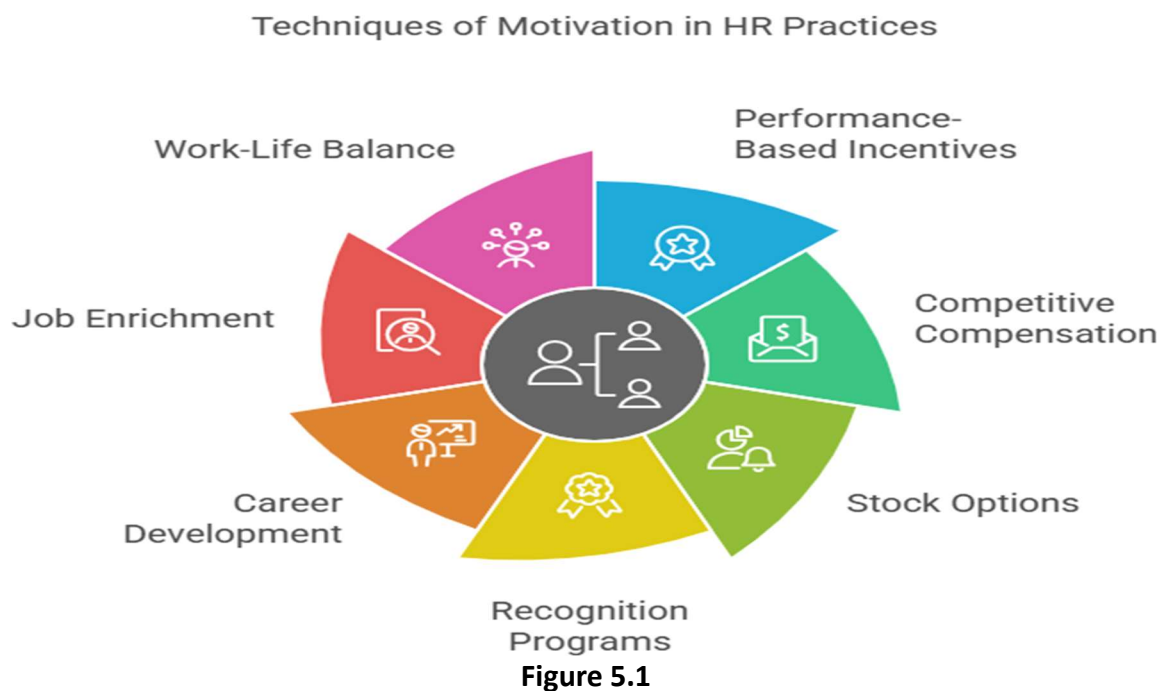 Techniques of Motivation in HR Practices
Performance-
Based Incentives
Work-Life Balance
Competitive
Compensation
Job Enrichment
$
Stock Options
Career
Development
Recognition
Programs
Figure 5.1